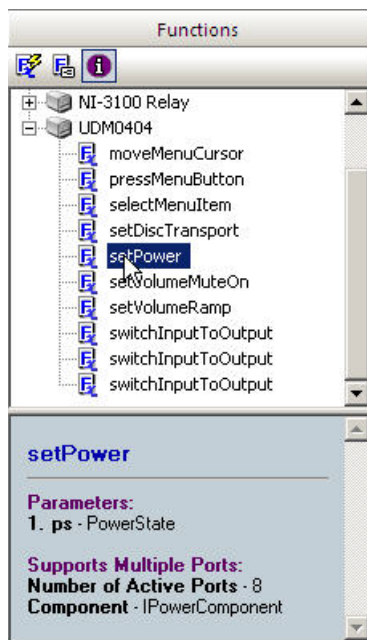 Functions
NI-3100 Relay
UDM0404
moveMenuCursor
pressMenuButton
selectMenuItem
setDiscTransport
setPower
setVolumeMuteOn
setVolumeRamp
switchInputToOutput
switchInputToOutput
switchInputToOutput
setPower
Parameters:
1. ps - PowerState
Supports Multiple Ports:
Number of Active Ports - 8
Component - IPowerComponent